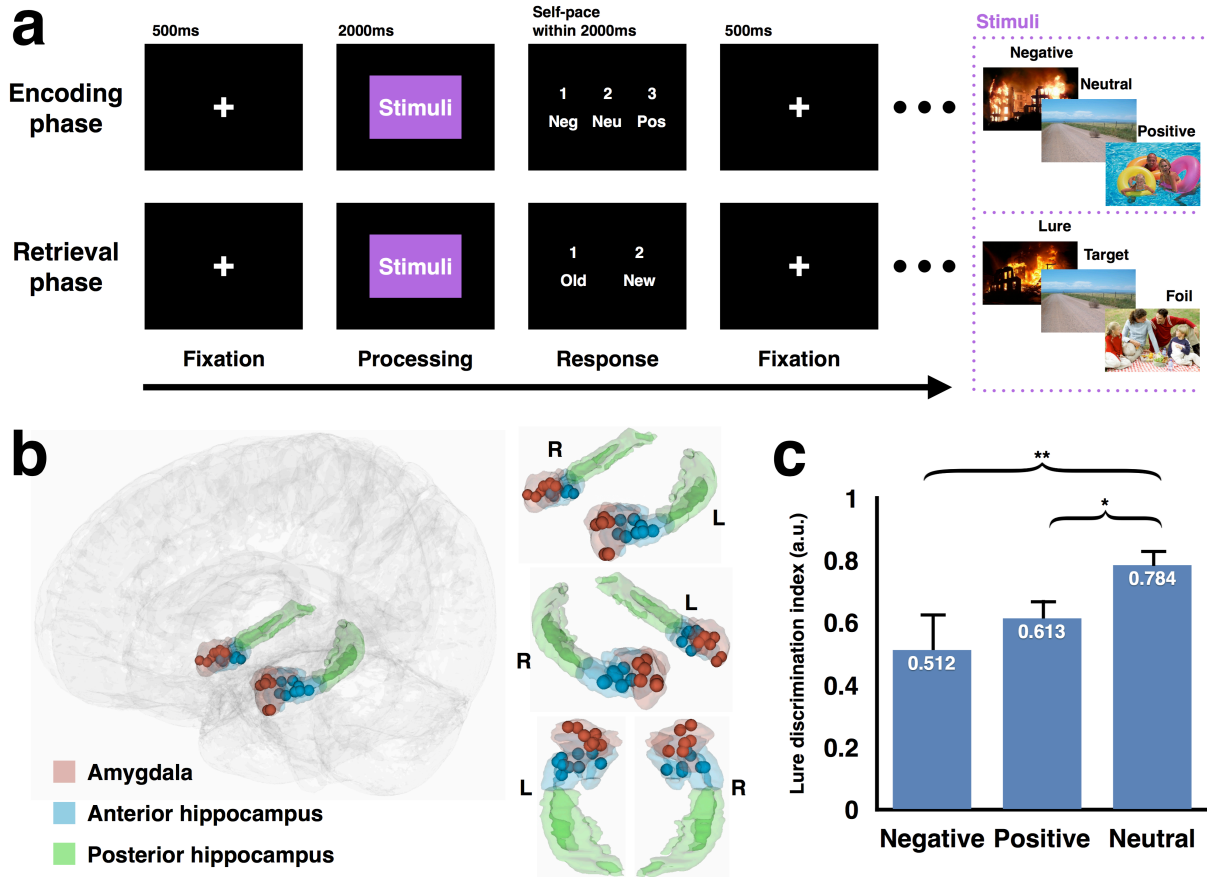 a
500ms
2000ms
Self-pace
within 2000ms
500ms
Stimuli
Encoding
phase
+
Stimuli
1 2 3
Neg Neu Pos
+
Negative
Neutral
Positive
Retrieval
phase
+
Stimuli
1 2
Old New
+
Lure
Target
Foil
Fixation
Processing
Response
Fixation
b
R
L
L
R
L
R
Amygdala
Anterior hippocampus
Posterior hippocampus
c
**
*
Lure discrimination index (a.u.)
1
0.8
0.6
0.4
0.2
0
0.512
0.613
0.784
Negative Positive Neutral